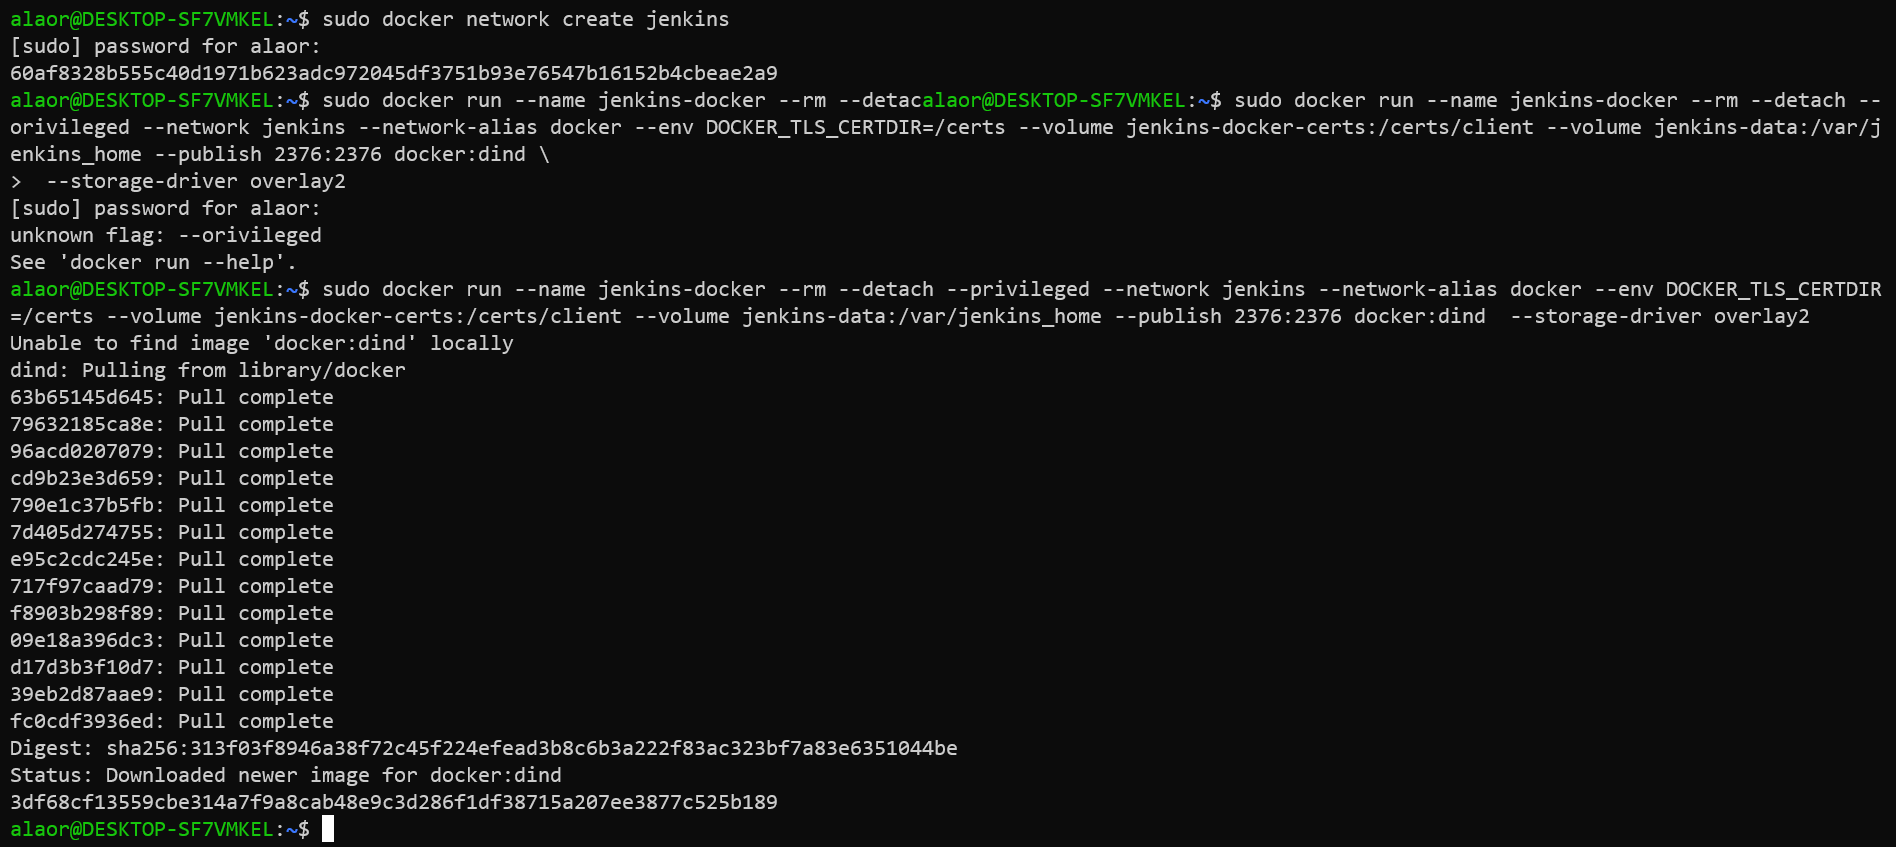 alaor@DESKTOP-SF7VMKEL:~$ sudo docker network create jenkins
[sudo] password for alaor:
60af8328b555c40d1971b623adc972045df3751b93e76547b16152b4cbeae2a9
alaor@DESKTOP-SF7VMKEL:~$ sudo docker run --name jenkins-docker --rm --detacalaor@DESKTOP-SF7VMKEL:~$ sudo docker run --name jenkins-docker --rm --detach --
orivileged --network jenkins --network-alias docker --env DOCKER_TLS_CERTDIR=/certs --volume jenkins-docker-certs:/certs/client --volume jenkins-data:/var/j
enkins_home --publish 2376:2376 docker:dind \
>  --storage-driver overlay2
[sudo] password for alaor:
unknown flag: --orivileged
See 'docker run --help'.
alaor@DESKTOP-SF7VMKEL:~$ sudo docker run --name jenkins-docker --rm --detach --privileged --network jenkins --network-alias docker --env DOCKER_TLS_CERTDIR
=/certs --volume jenkins-docker-certs:/certs/client --volume jenkins-data:/var/jenkins_home --publish 2376:2376 docker:dind  --storage-driver overlay2
Unable to find image 'docker:dind' locally
dind: Pulling from library/docker
63b65145d645: Pull complete
79632185ca8e: Pull complete
96acd0207079: Pull complete
cd9b23e3d659: Pull complete
790e1c37b5fb: Pull complete
7d405d274755: Pull complete
e95c2cdc245e: Pull complete
717f97caad79: Pull complete
f8903b298f89: Pull complete
09e18a396dc3: Pull complete
d17d3b3f10d7: Pull complete
39eb2d87aae9: Pull complete
fc0cdf3936ed: Pull complete
Digest: sha256:313f03f8946a38f72c45f224efead3b8c6b3a222f83ac323bf7a83e6351044be
Status: Downloaded newer image for docker:dind
3df68cf13559cbe314a7f9a8cab48e9c3d286f1df38715a207ee3877c525b189
alaor@DESKTOP-SF7VMKEL:~$